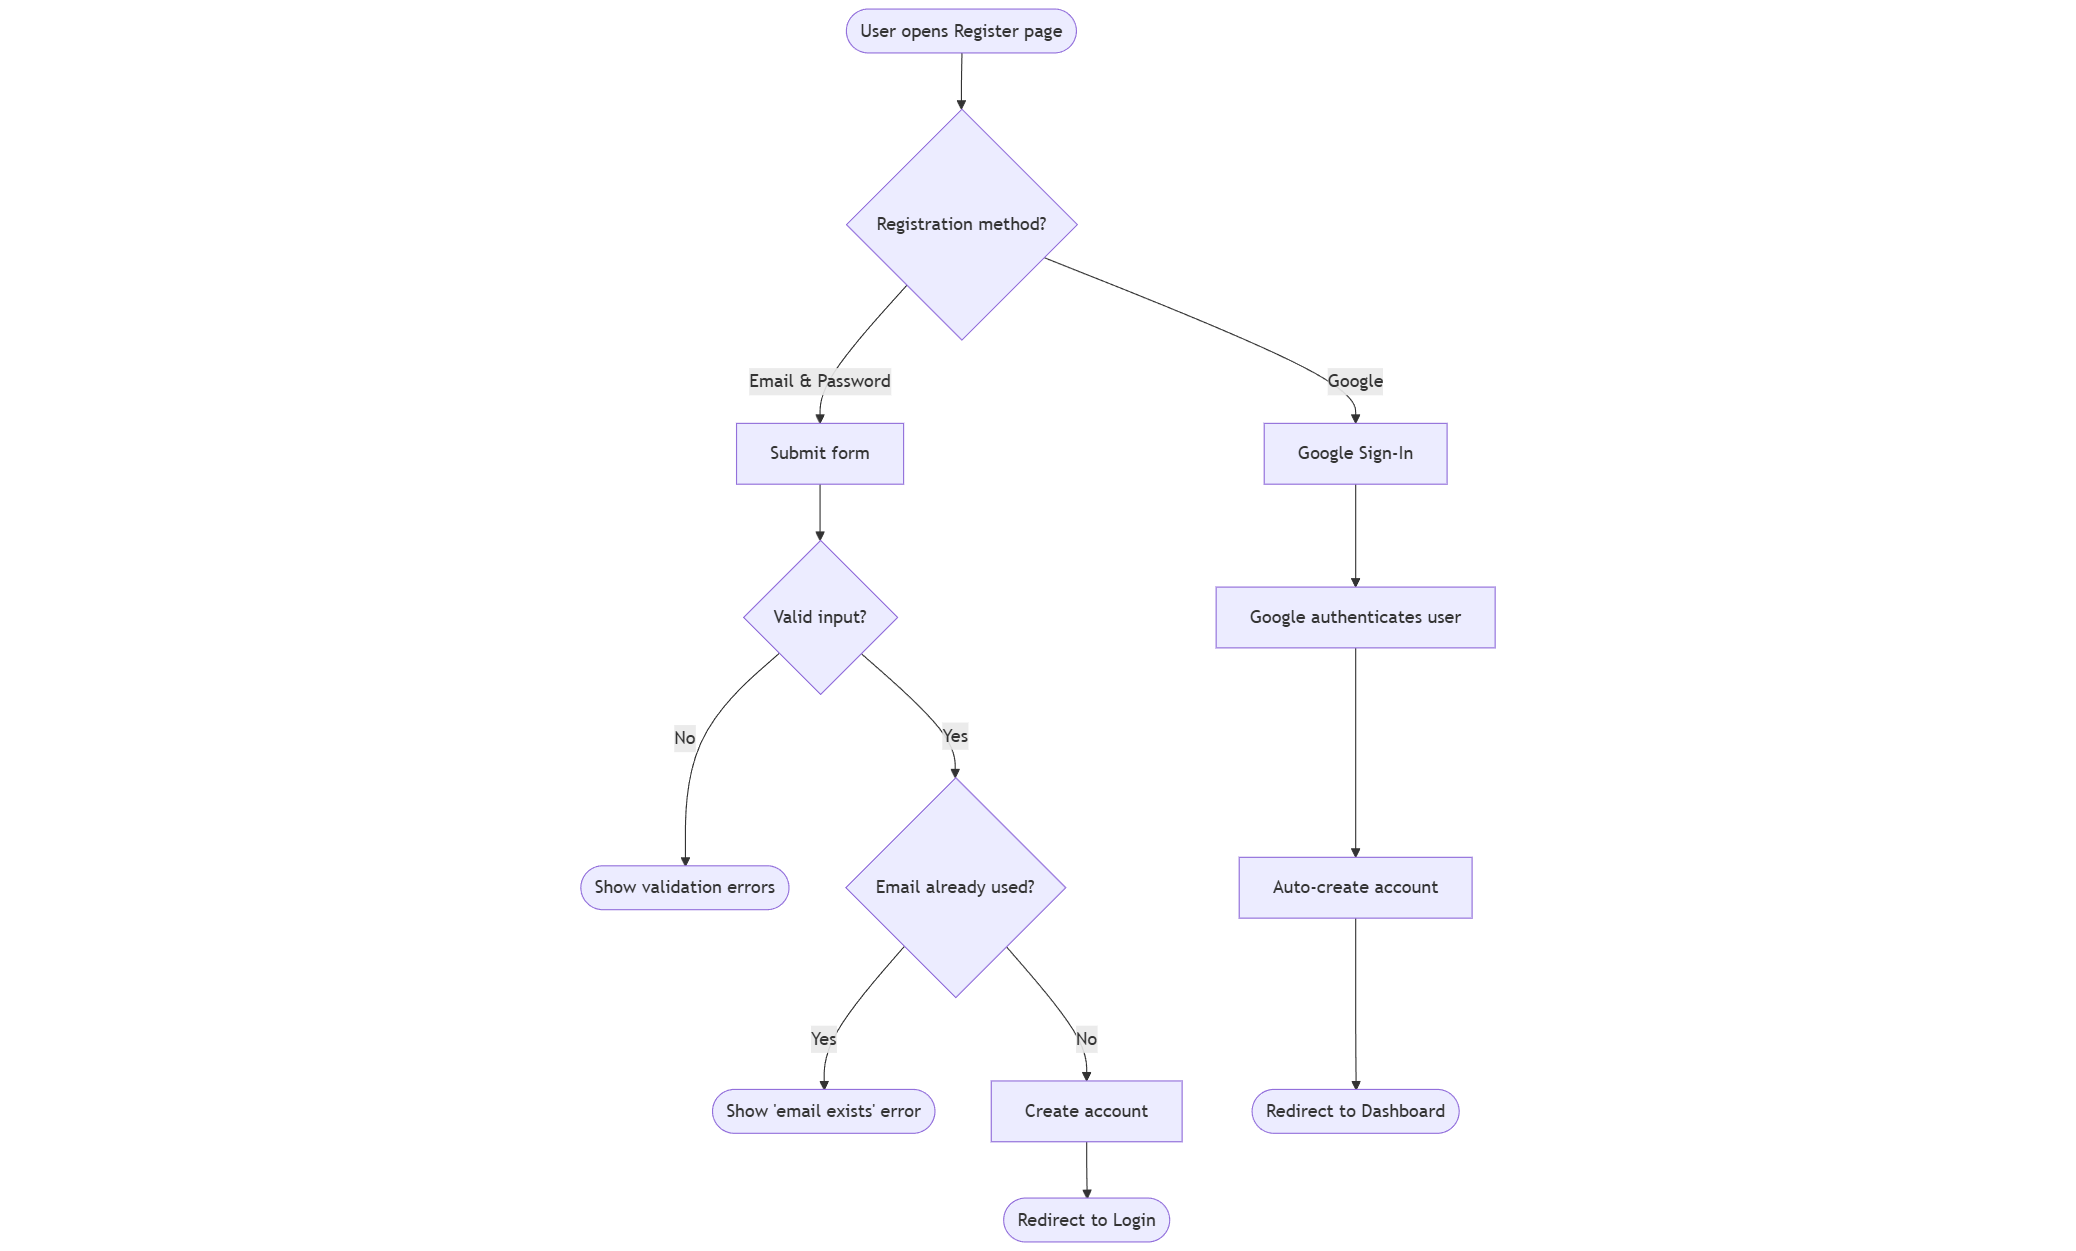 User opens Register page
Registration method?
Email & Password
Google
Submit form
Google Sign-In
Valid input?
Google authenticates user
No
Yes
Show validation errors
Email already used?
Auto-create account
Yes
No
Show 'email exists' error
Create account
Redirect to Dashboard
Redirect to Login